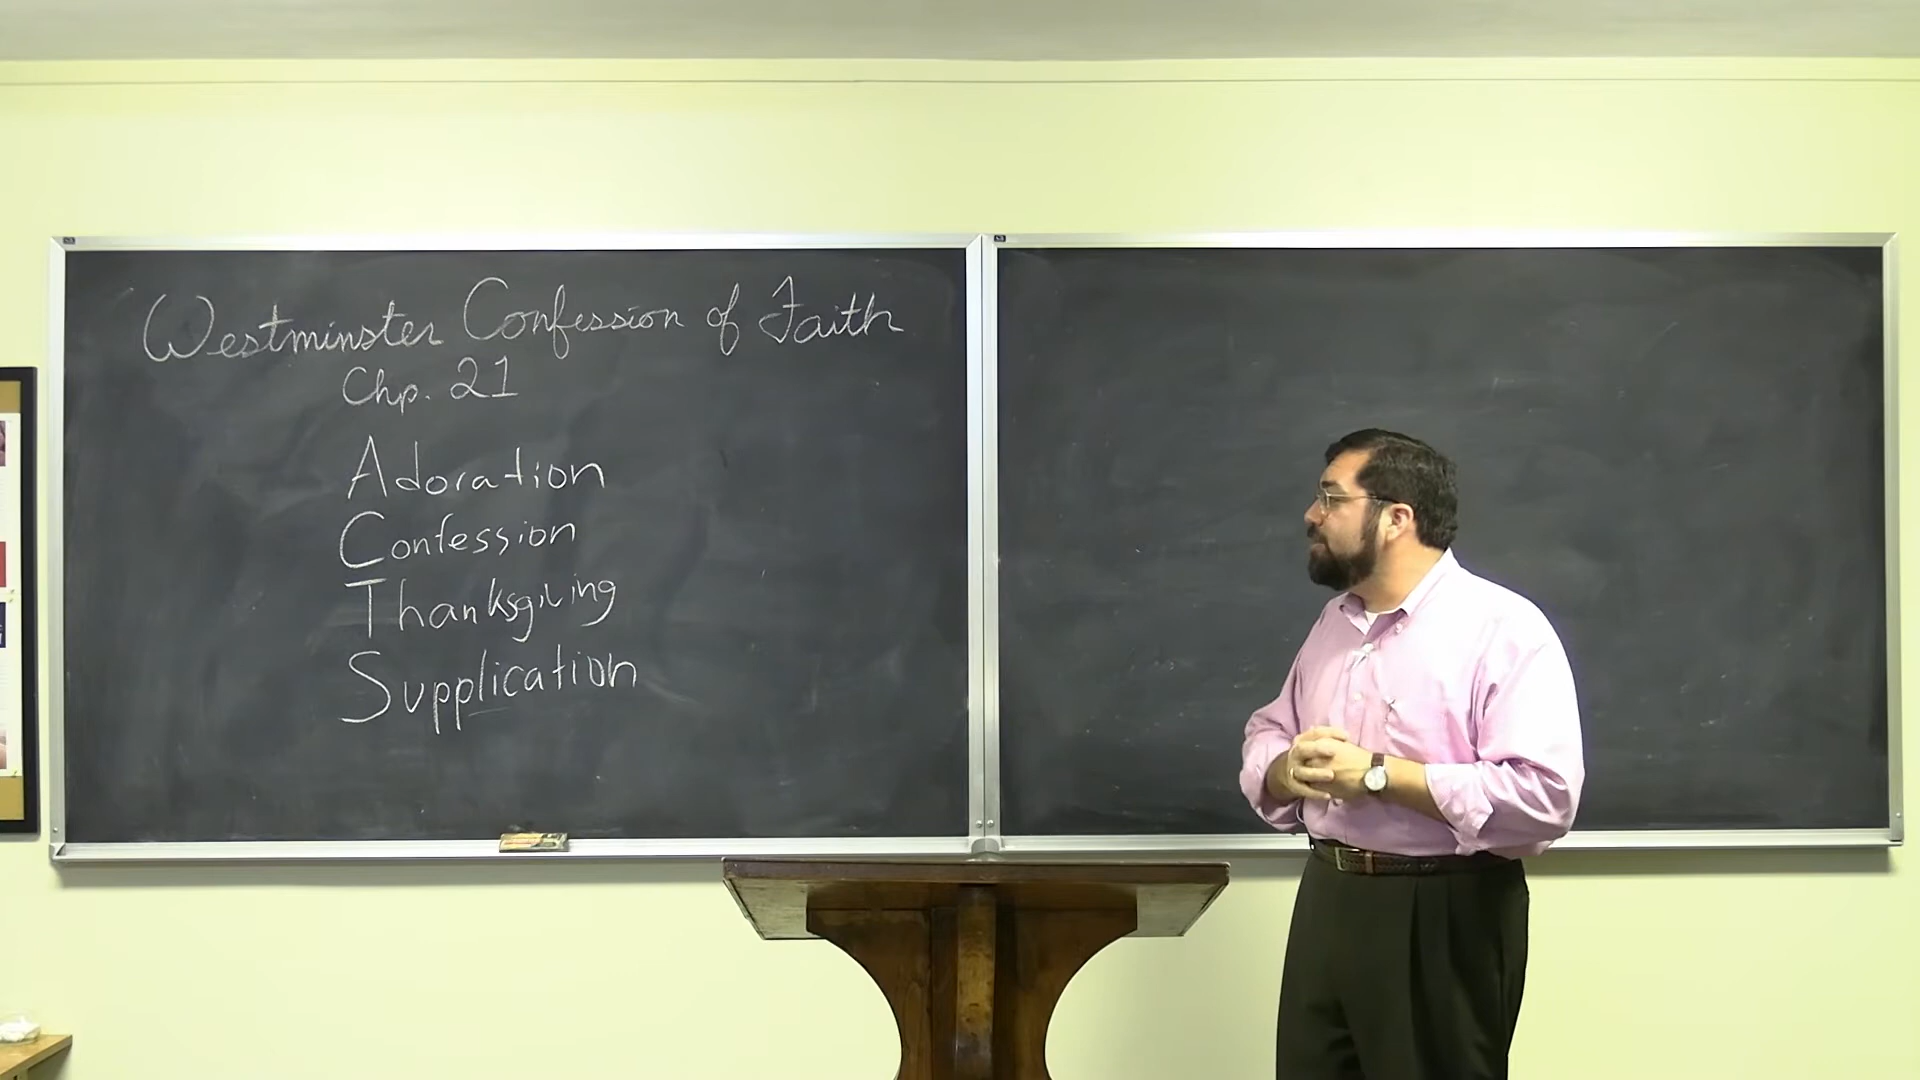 Westminster Confession of Faith
Chp. 21
Adoration
Confession
Thanksgiving
Supplication